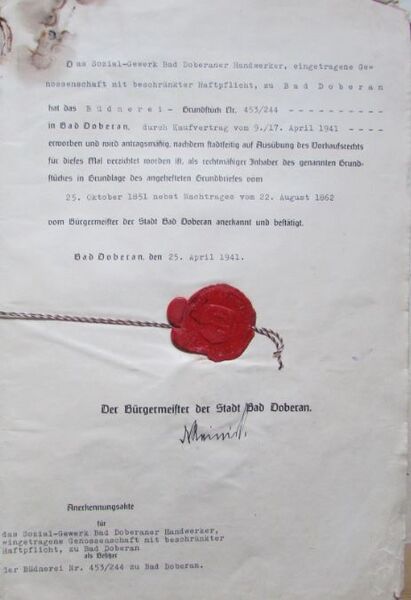 Das Sozial-Gewerk Bad Doberaner Handwerker, eingetragene Ge-
nossenschaft mit beschränkter Haftpflicht, zu Bad Doberan
hat das Büdnerei - Grundstück Nr. 453/244 - - - - - - - - - -
in Bad Doberan, durch Kaufvertrag vom 9./17. April 1941 - - - -
erworben und wird antragsmäßig, nachdem stadtseitig auf Ausübung des Vorkaufsrechts
für dieses Mal verzichtet worden ist, als rechtmäßiger Inhaber des genannten Grund-
stückes in Grundlage des angehefteten Grundbriefes vom
25. Oktober 1851 nebst Nachtrages vom 22. August 1862
vom Bürgermeister der Stadt Bad Doberan anerkannt und bestätigt.
Bad Doberan, den 25. April 1941.
Der Bürgermeister der Stadt Bad Doberan.
Anerkennungsakte
für
das Sozial-Gewerk Bad Doberaner Handwerker,
eingetragene Genossenschaft mit beschränkter
Haftpflicht, zu Bad Doberan
als Besitzer
der Büdnerei Nr. 453/244 zu Bad Doberan.